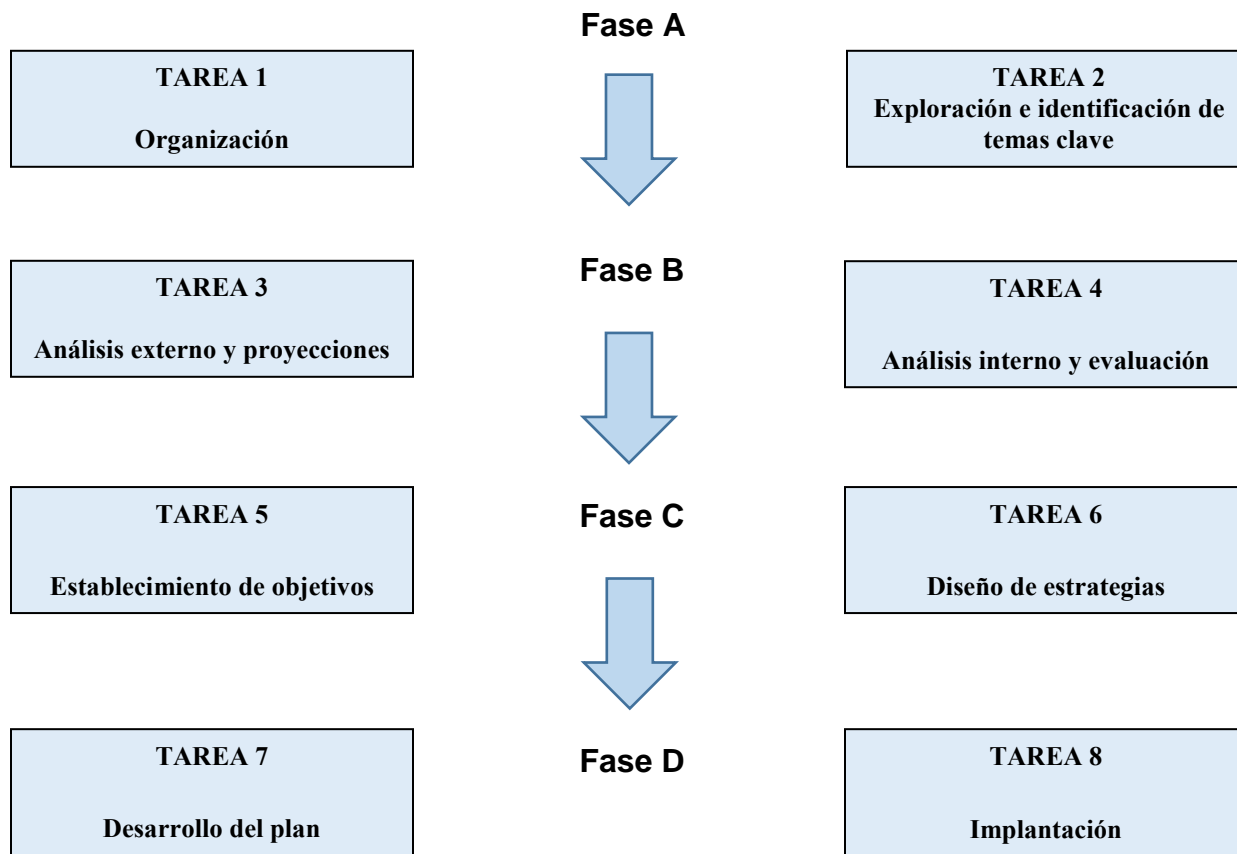 Fase A
TAREA 1
Organización
TAREA 2
Exploración e identificación de
temas clave
Fase B
TAREA 3
Análisis externo y proyecciones
TAREA 4
Análisis interno y evaluación
Fase C
TAREA 5
Establecimiento de objetivos
TAREA 6
Diseño de estrategias
Fase D
TAREA 7
Desarrollo del plan
TAREA 8
Implantación